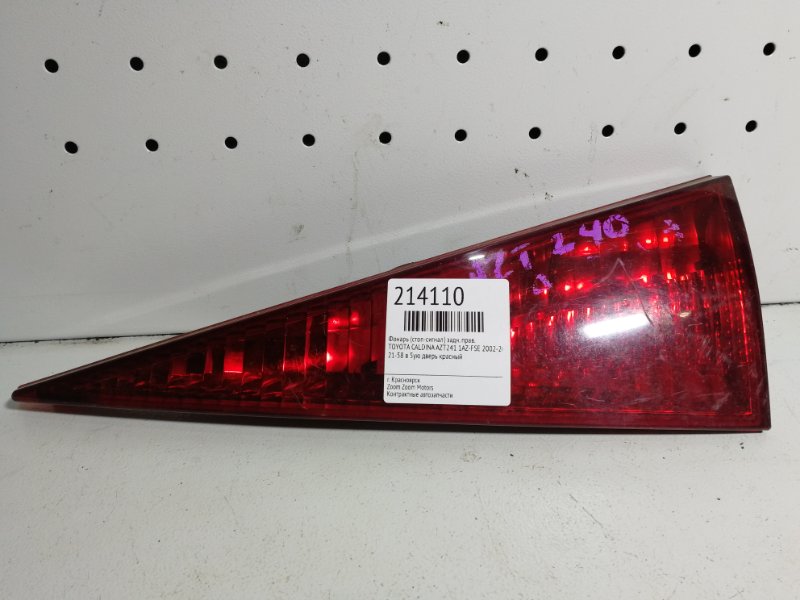 AZT 240
214110
Фонарь (стоп-сигнал) задн. прав.
TOYOTA CALDINA AZT241 1AZ-FSE 2002-2
21-58 в 5ую дверь красный
г. Красноярск
Zoom Zoom Motors
Контрактные автозапчасти